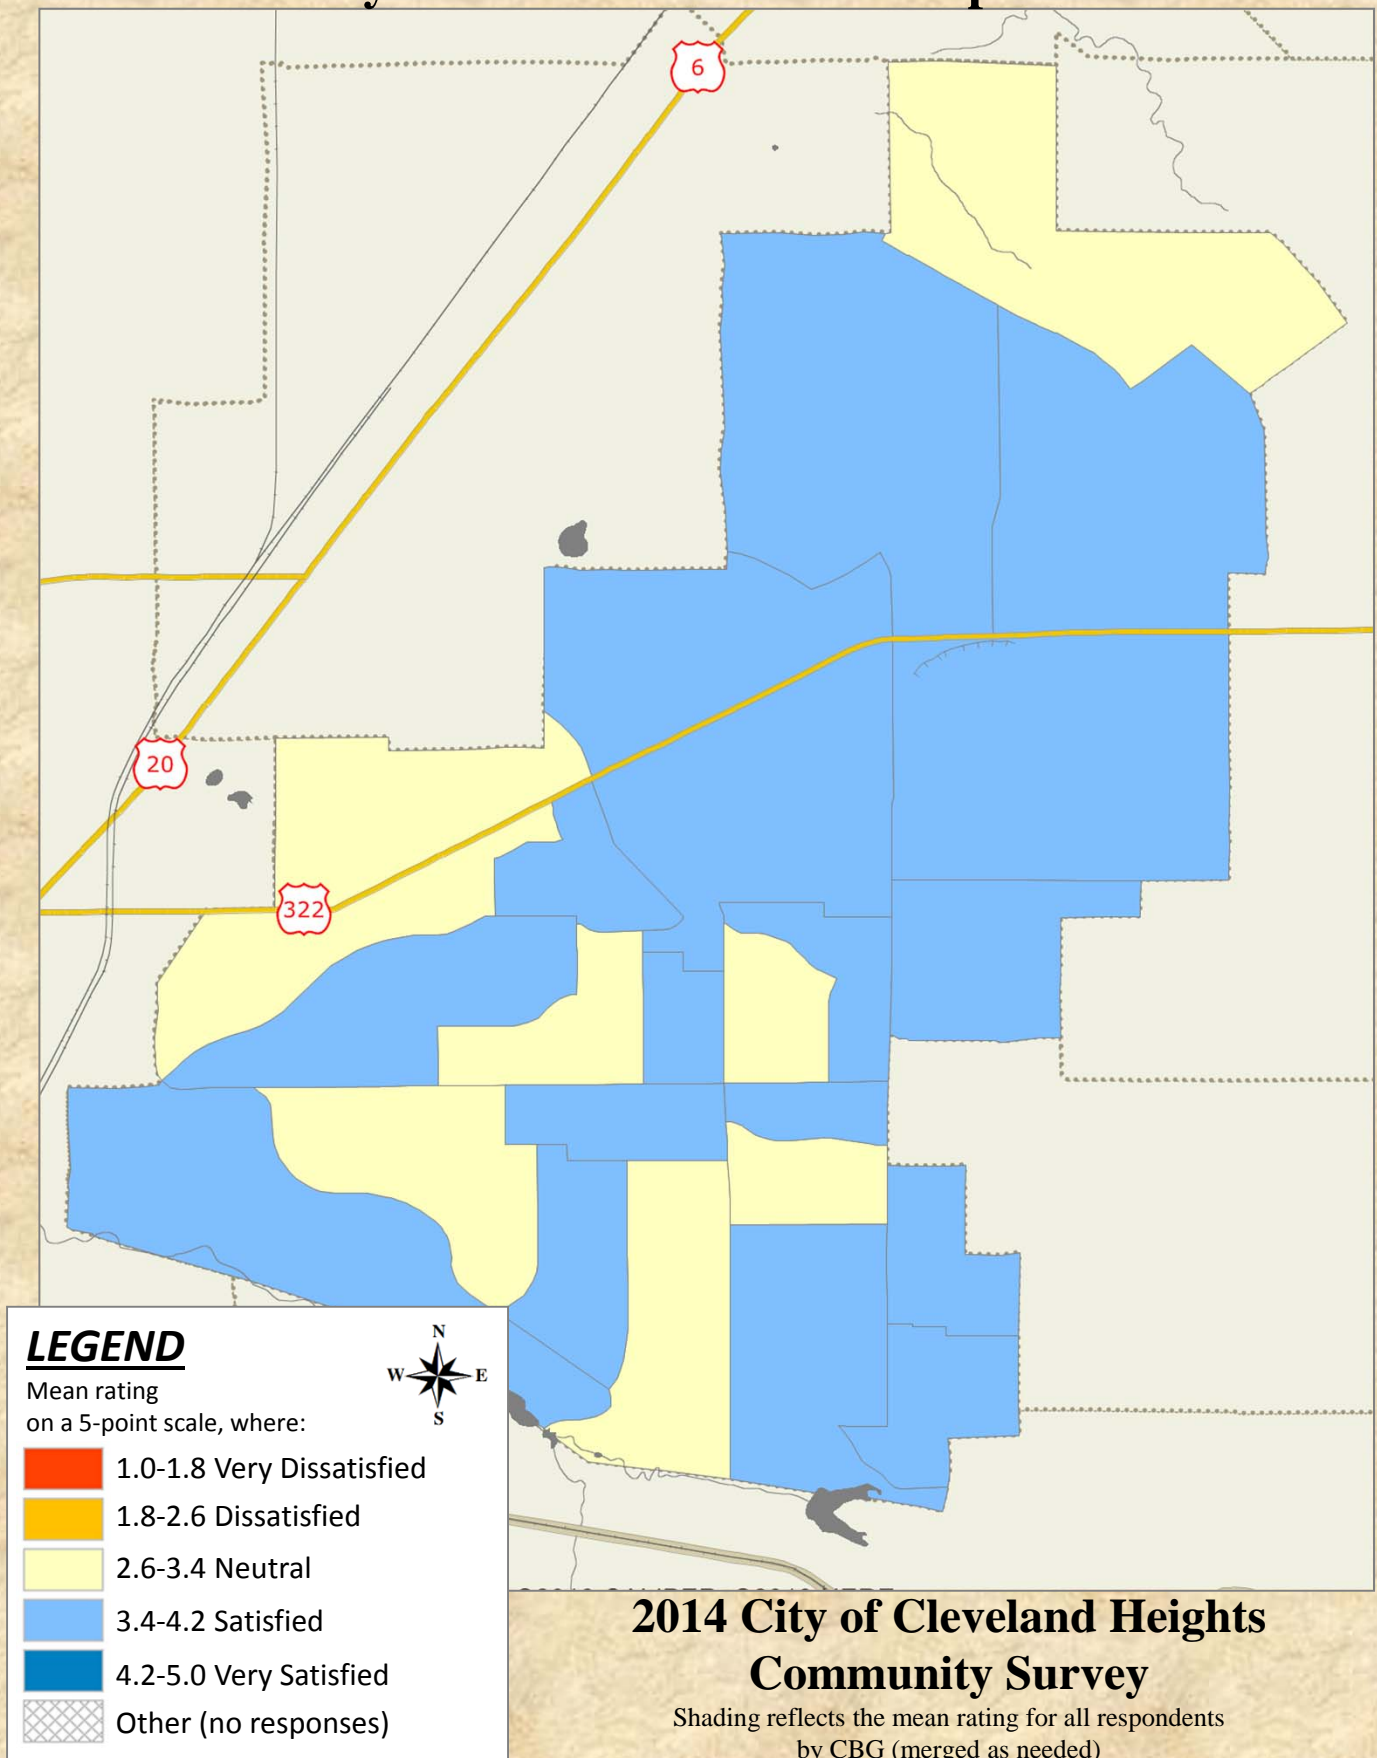 6
20
322
LEGEND
N
W E
S
Mean rating
on a 5-point scale, where:
1.0-1.8 Very Dissatisfied
1.8-2.6 Dissatisfied
2.6-3.4 Neutral
3.4-4.2 Satisfied
4.2-5.0 Very Satisfied
Other (no responses)
2014 City of Cleveland Heights
Community Survey
Shading reflects the mean rating for all respondents
by CBG (merged as needed)